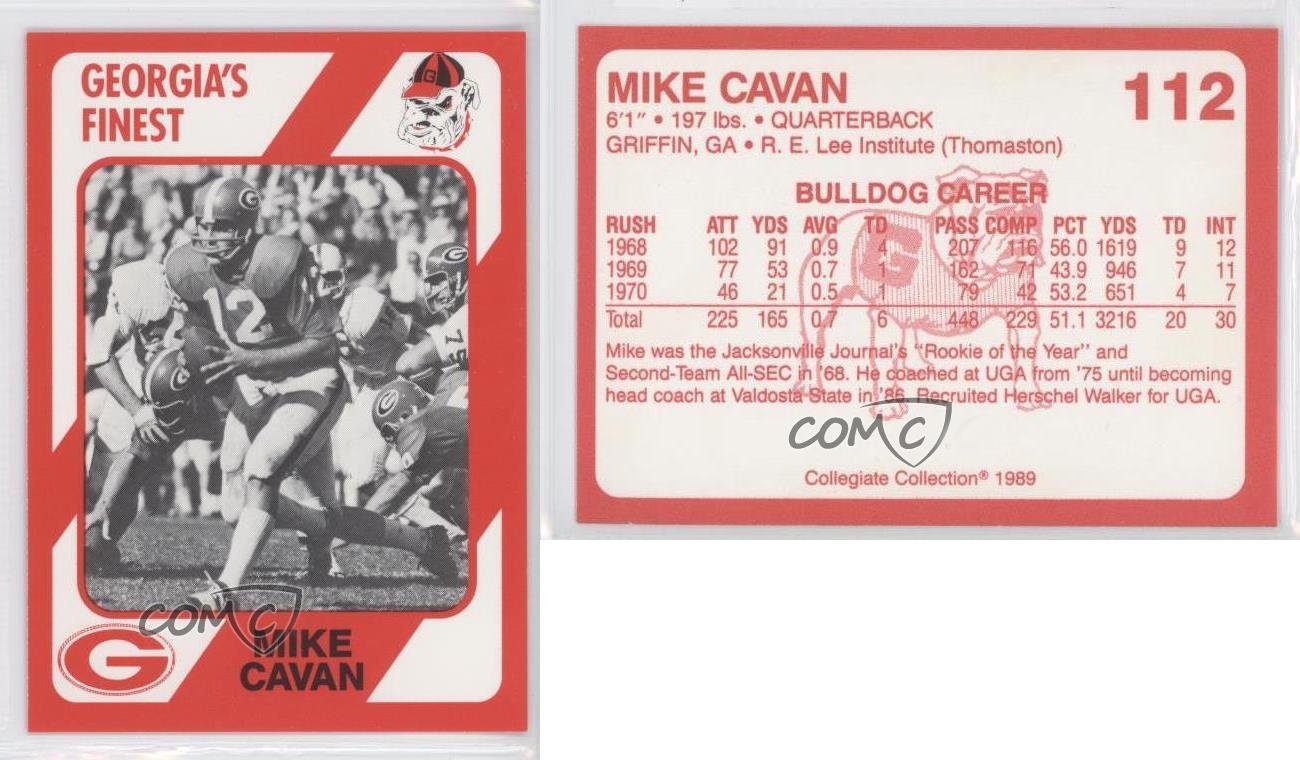 GEORGIA'S
FINEST
G
12
G
G
75
COMC
G
MIKE
CAVAN
MIKE CAVAN 112
6'1" • 197 lbs. • QUARTERBACK
GRIFFIN, GA • R. E. Lee Institute (Thomaston)
BULLDOG CAREER
RUSH ATT YDS AVG TD PASS COMP PCT YDS TD INT
1968 102 91 0.9 4 207 116 56.0 1619 9 12
1969 77 53 0.7 1 162 71 43.9 946 7 11
1970 46 21 0.5 1 79 42 53.2 651 4 7
Total 225 165 0.7 6 448 229 51.1 3216 20 30
Mike was the Jacksonville Journal's "Rookie of the Year" and
Second-Team All-SEC in '68. He coached at UGA from '75 until becoming
head coach at Valdosta State in '86. Recruited Herschel Walker for UGA.
COMC
Collegiate Collection® 1989